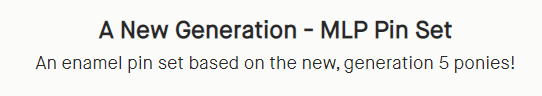 A New Generation - MLP Pin Set
An enamel pin set based on the new, generation 5 ponies!